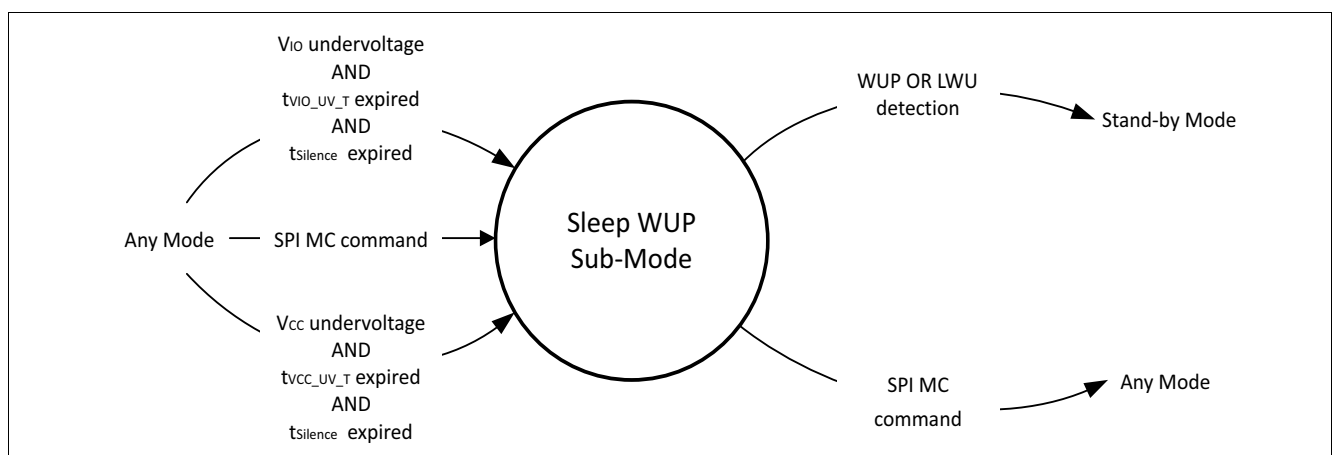 VIO undervoltage
AND
tVIO_UV_T expired
AND
tSilence expired
Any Mode
SPI MC command
VCC undervoltage
AND
tVCC_UV_T expired
AND
tSilence expired
Sleep WUP
Sub-Mode
WUP OR LWU
detection
Stand-by Mode
SPI MC
command
Any Mode